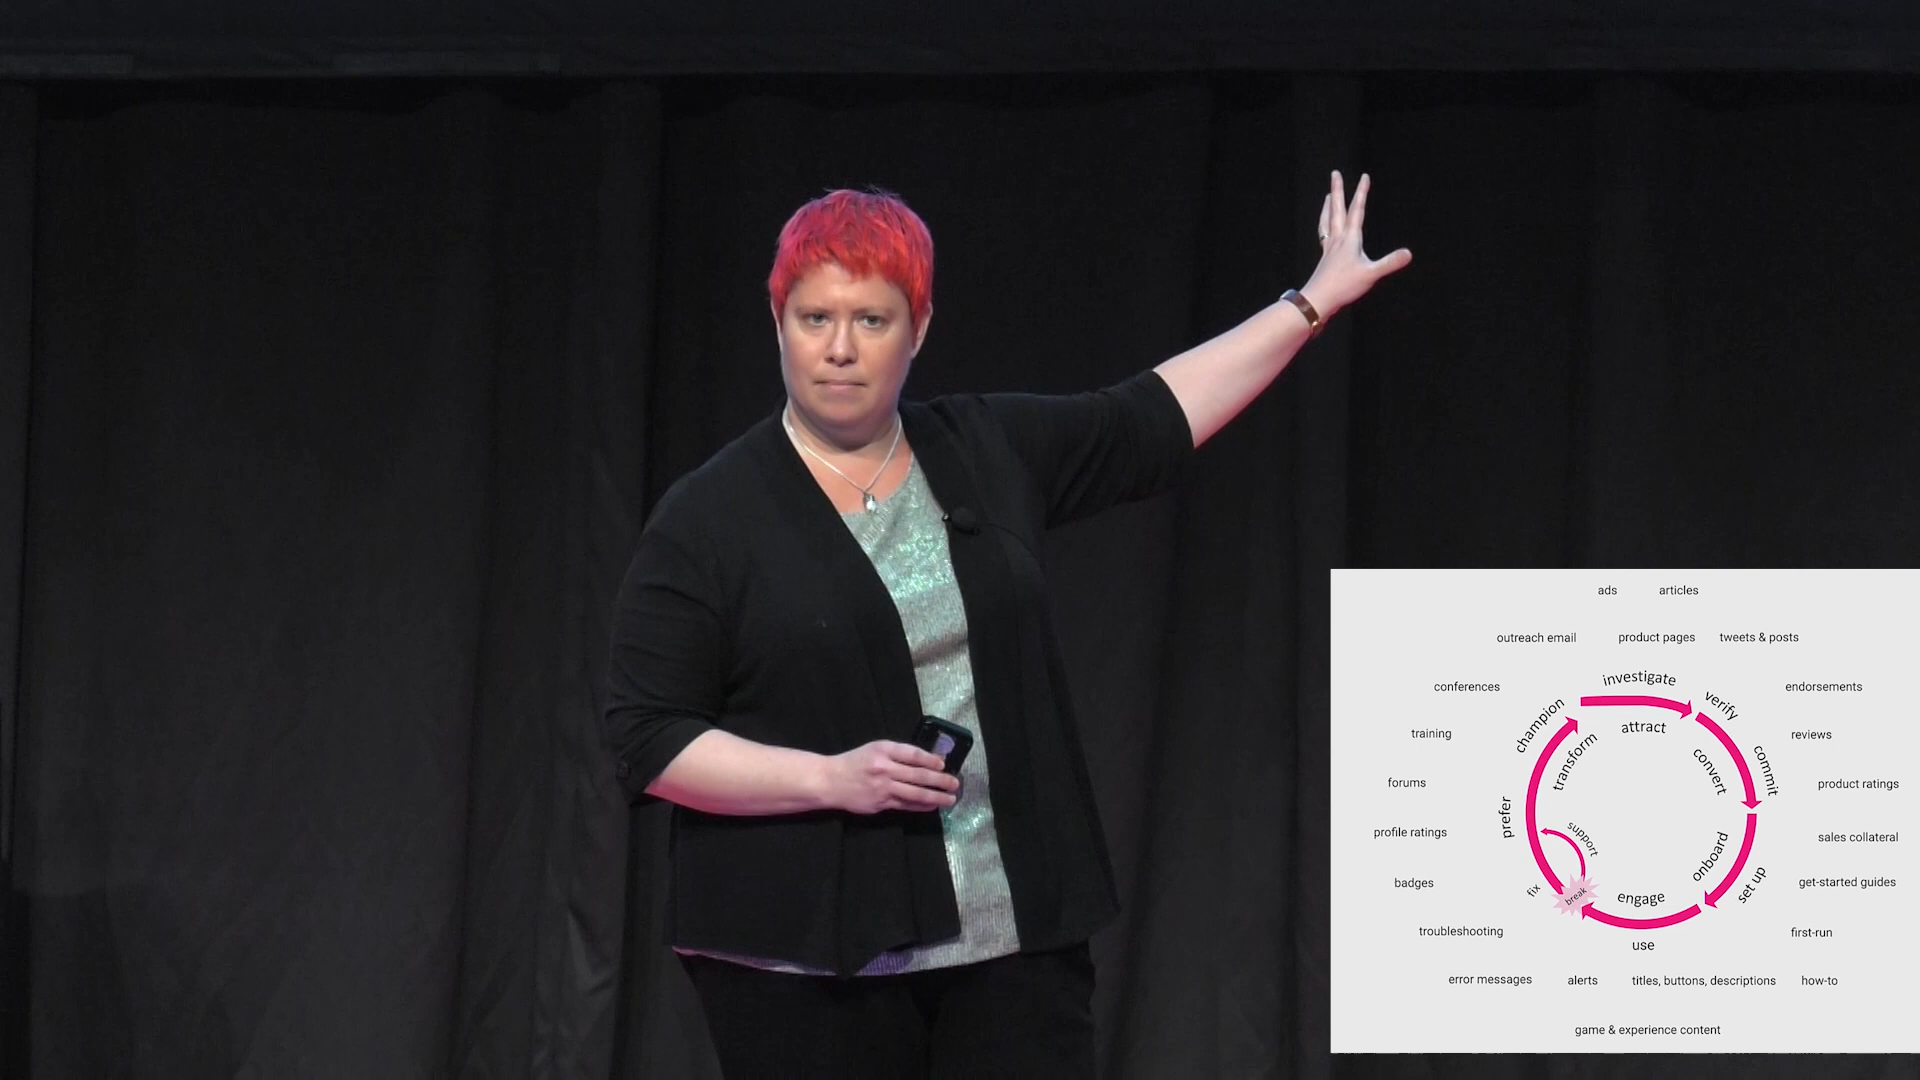 ads articles
outreach email product pages tweets & posts
conferences investigate verify endorsements
champion attract
training transform convert commit reviews
forums product ratings
prefer
profile ratings support onboard sales collateral
badges fix break engage set up get-started guides
troubleshooting use first-run
error messages alerts titles, buttons, descriptions how-to
game & experience content